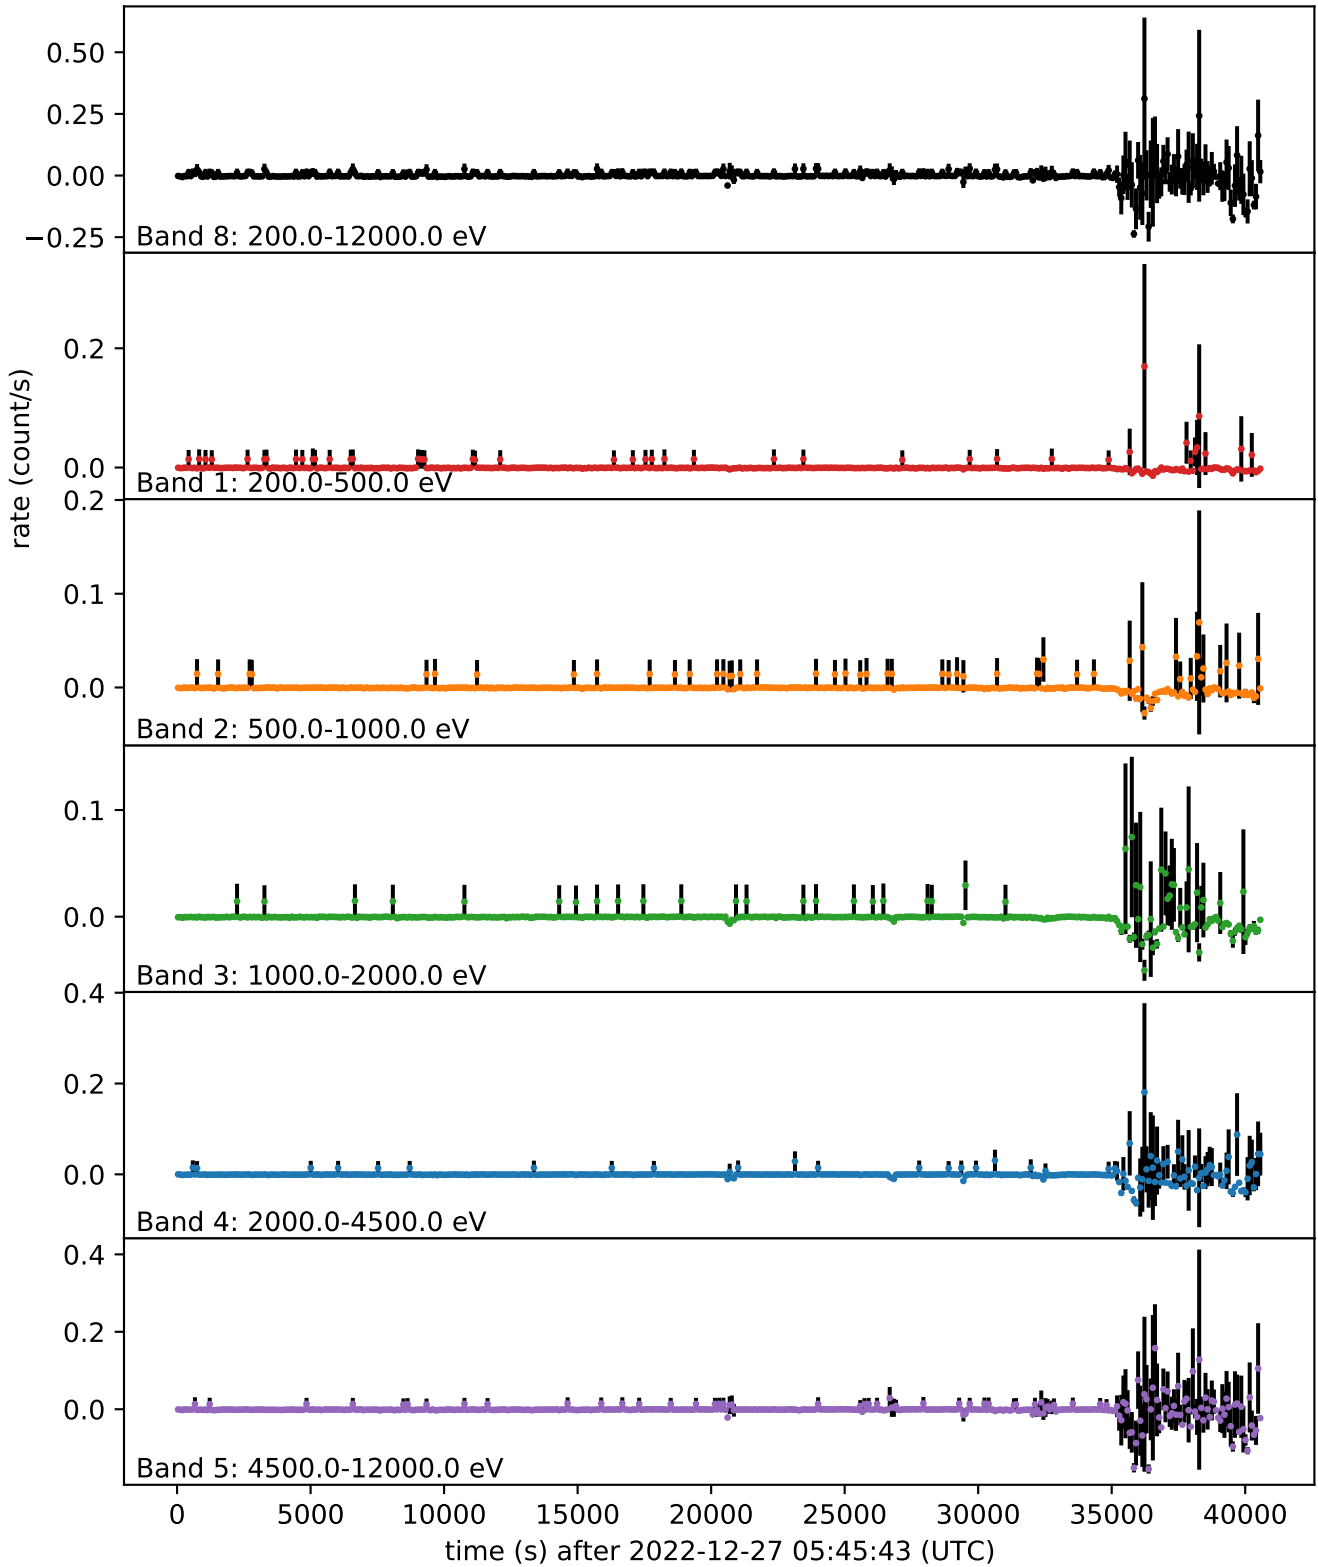 0.50
0.25
0.00
−0.25
Band 8: 200.0-12000.0 eV
0.2
0.0
Band 1: 200.0-500.0 eV
rate (count/s)
0.2
0.1
0.0
Band 2: 500.0-1000.0 eV
0.1
0.0
Band 3: 1000.0-2000.0 eV
0.4
0.2
0.0
Band 4: 2000.0-4500.0 eV
0.4
0.2
0.0
Band 5: 4500.0-12000.0 eV
0 5000 10000 15000 20000 25000 30000 35000 40000
time (s) after 2022-12-27 05:45:43 (UTC)